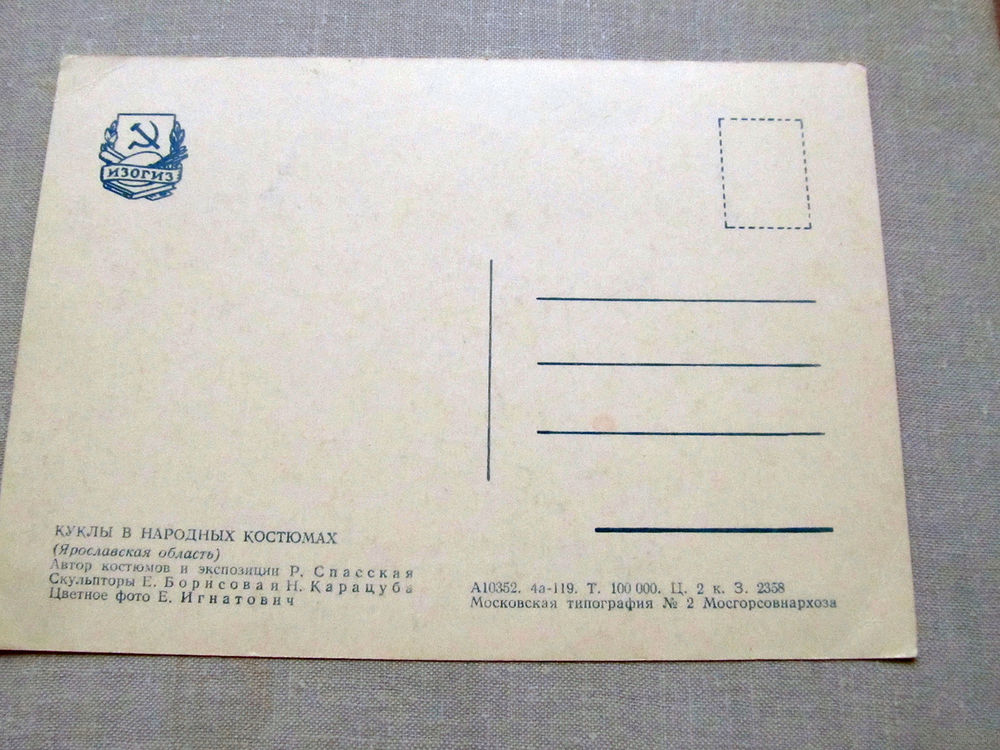 ИЗОГИЗ
КУКЛЫ В НАРОДНЫХ КОСТЮМАХ
(Ярославская область)
Автор костюмов и экспозиции Р. Спасская
Скульпторы Е. Борисова и Н. Карацуба
Цветное фото Е. Игнатович
А10352. 4а-119. Т. 100 000. Ц. 2 к. З. 2358
Московская типография № 2 Мосгорсовнархоза